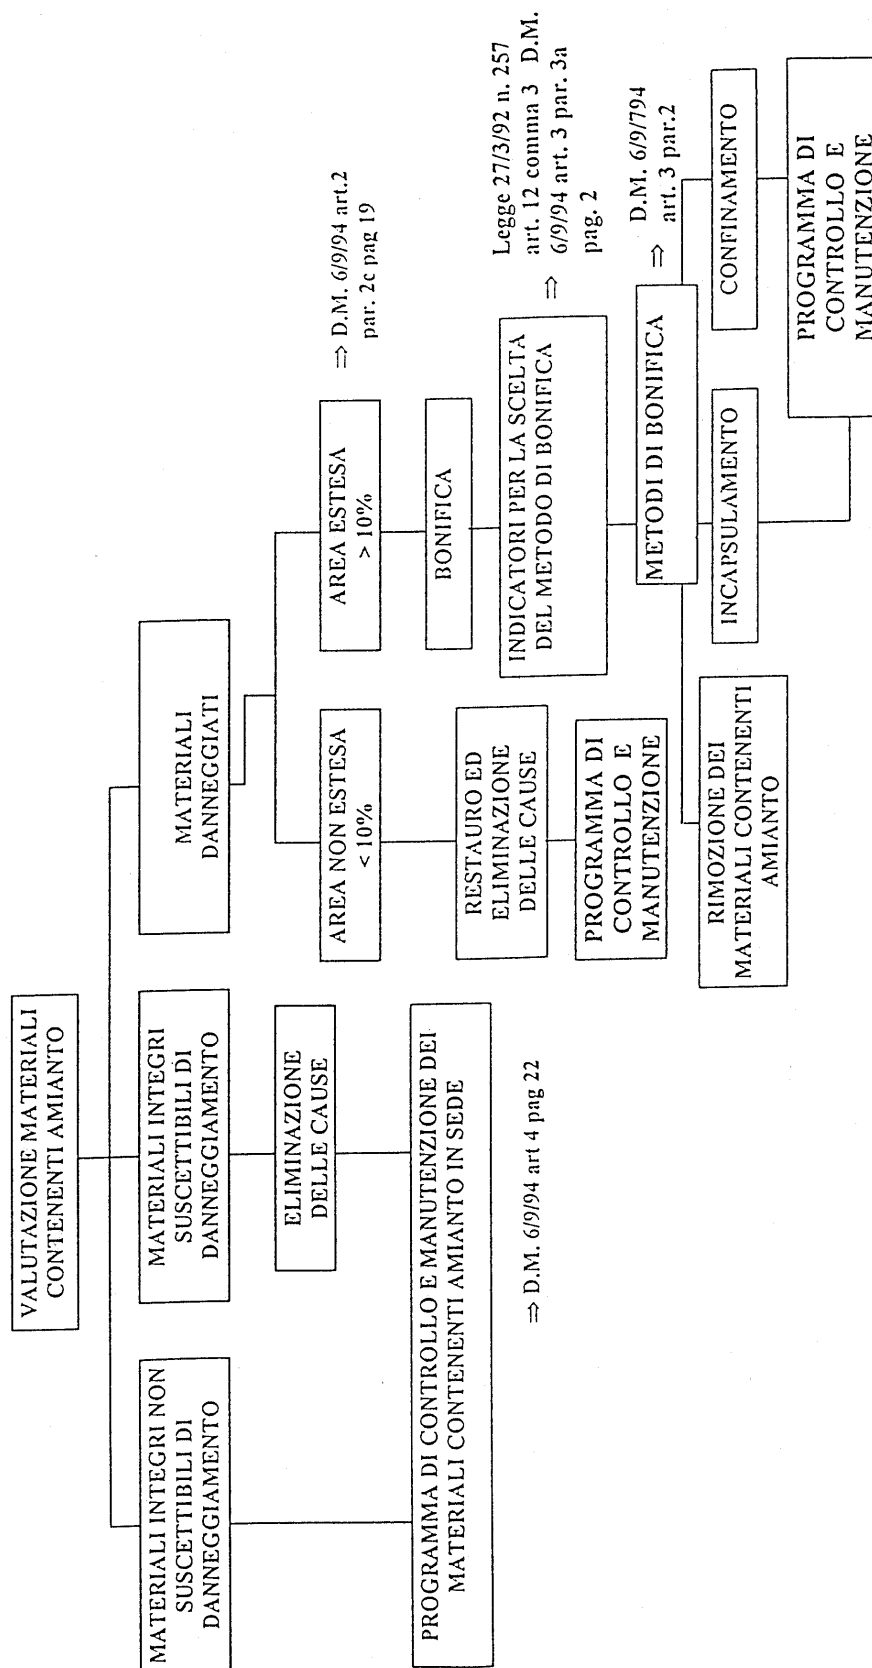 VALUTAZIONE MATERIALI
CONTENENTI AMIANTO
MATERIALI INTEGRI NON
SUSCETTIBILI DI
DANNEGGIAMENTO
MATERIALI INTEGRI
SUSCETTIBILI DI
DANNEGGIAMENTO
MATERIALI
DANNEGGIATI
ELIMINAZIONE
DELLE CAUSE
PROGRAMMA DI CONTROLLO E MANUTENZIONE DEI
MATERIALI CONTENENTI AMIANTO IN SEDE
⇒ D.M. 6/9/94 art 4 pag 22
AREA NON ESTESA
< 10%
AREA ESTESA
> 10%
⇒ D.M. 6/9/94 art.2
par. 2c pag 19
RESTAURO ED
ELIMINAZIONE
DELLE CAUSE
PROGRAMMA DI
CONTROLLO E
MANUTENZIONE
BONIFICA
INDICATORI PER LA SCELTA
DEL METODO DI BONIFICA
Legge 27/3/92 n. 257
art. 12 comma 3 D.M.
⇒ 6/9/94 art. 3 par. 3a
pag. 2
METODI DI BONIFICA
⇒ D.M. 6/9/794
art. 3 par.2
RIMOZIONE DEI
MATERIALI CONTENENTI
AMIANTO
INCAPSULAMENTO
CONFINAMENTO
PROGRAMMA DI
CONTROLLO E
MANUTENZIONE